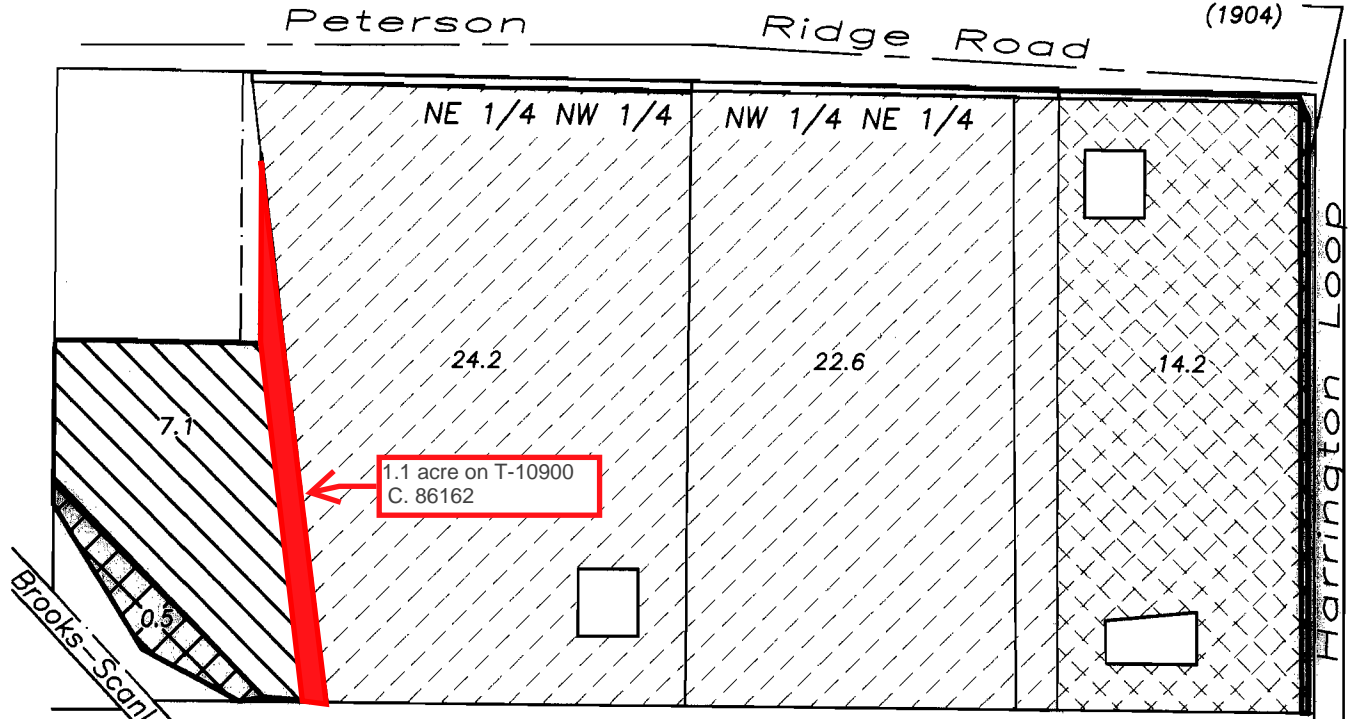 Peterson Ridge Road
(1904)
NE 1/4 NW 1/4
NW 1/4 NE 1/4
24.2
22.6
14.2
7.1
1.1 acre on T-10900
C. 86162
0.5
Harrington Loop
Brooks-Scanl